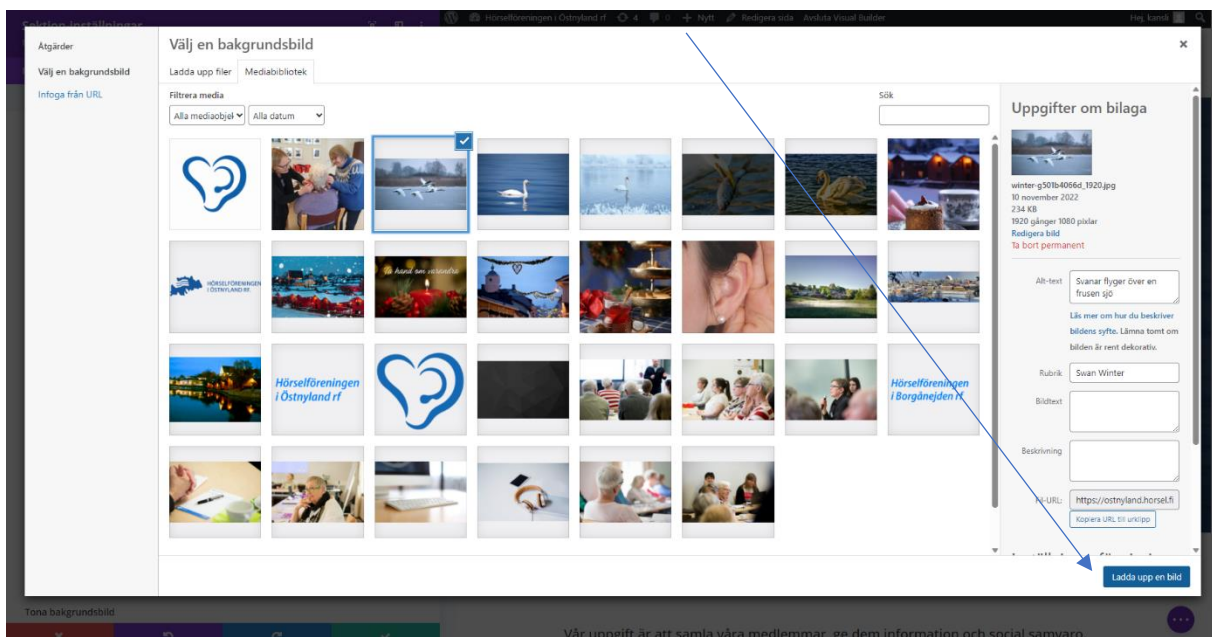 Sektion inställningar
Hörselföreningen i Östnyland rf 4 0 Nytt Redigera sida Avsluta Visual Builder
Hej, kansli
Åtgärder
Välj en bakgrundsbild
Infoga från URL
Välj en bakgrundsbild
Ladda upp filer Mediabibliotek
Filtrera media
Alla mediaobjek Alla datum
Sök
hand om varandra
HÖRSELFÖRENINGEN
I ÖSTNYLAND RF
Hörselföreningen
i Östnyland rf
Hörselföreningen
i Borgånejden rf
Uppgifter om bilaga
winter-g501b4066d_1920.jpg
10 november 2022
234 KB
1920 gånger 1080 pixlar
Redigera bild
Ta bort permanent
Alt-text Svanar flyger över en
frusen sjö
Läs mer om hur du beskriver
bildens syfte. Lämna tomt om
bilden är rent dekorativ.
Rubrik Swan Winter
Bildtext
Beskrivning
Fil-URL: https://ostnyland.horsel.fi
Kopiera URL till urklipp
Ladda upp en bild
Tona bakgrundsbild
Vår uppgift är att samla våra medlemmar, ge dem information och social samvaro